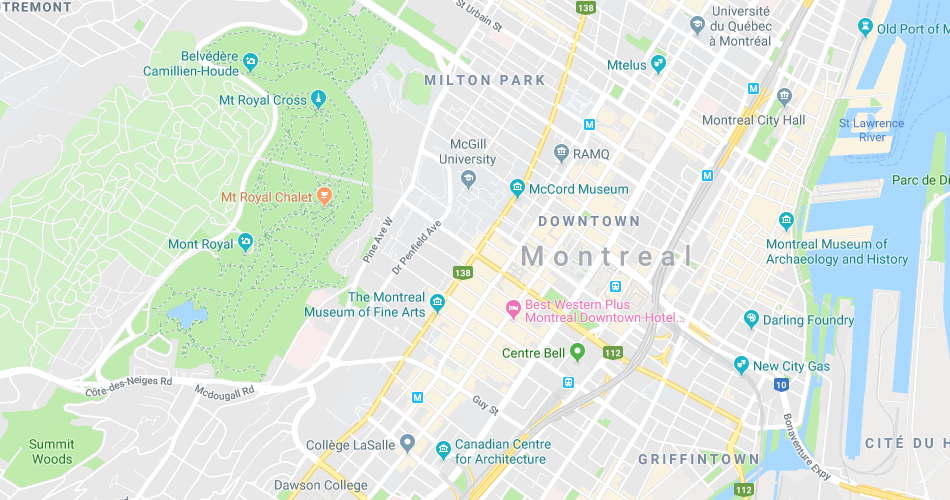 UTREMONT
St Urbain St
138
Université
du Québec
à Montréal
Old Port of M
Belvédère
Camillien-Houde
Mtelus
MILTON PARK
Mt Royal Cross
M
Montreal City Hall
St Lawrence
River
McGill
University
RAMQ
M
M
Parc de Di
Mt Royal Chalet
McCord Museum
DOWNTOWN
Pine Ave W
Dr Penfield Ave
Mont Royal
Montreal
Montreal Museum of
Archaeology and History
138
The Montreal
Museum of Fine Arts
Best Western Plus
Montreal Downtown-Hotel...
Darling Foundry
Centre Bell
112
New City Gas
Côte-des-Neiges Rd
Mcdougall Rd
10
M
Guy St
Bonaventure Expy
Summit
Woods
Collège LaSalle
Canadian Centre
for Architecture
CITÉ DU H
GRIFFINTOWN
Dawson College
112